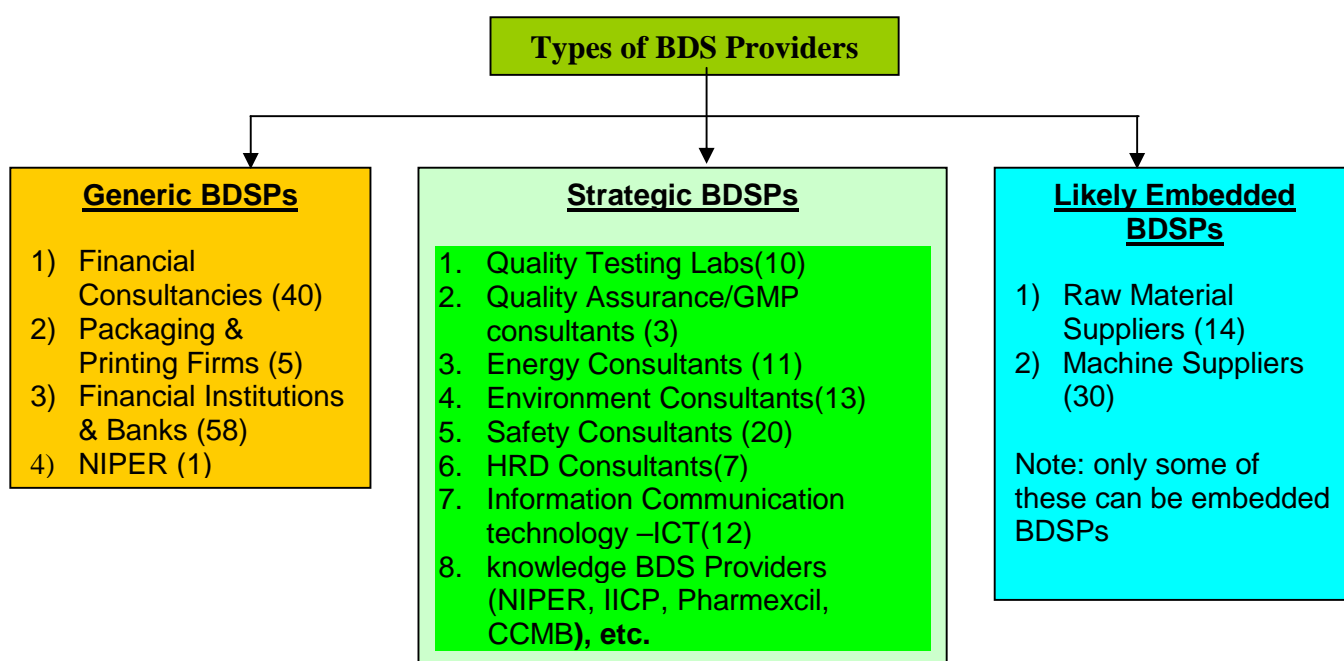 Types of BDS Providers
Generic BDSPs
1) Financial
Consultancies (40)
2) Packaging &
Printing Firms (5)
3) Financial Institutions
& Banks (58)
4) NIPER (1)
Strategic BDSPs
1. Quality Testing Labs(10)
2. Quality Assurance/GMP
consultants (3)
3. Energy Consultants (11)
4. Environment Consultants(13)
5. Safety Consultants (20)
6. HRD Consultants(7)
7. Information Communication
technology –ICT(12)
8. knowledge BDS Providers
(NIPER, IICP, Pharmexcil,
CCMB), etc.
Likely Embedded
BDSPs
1) Raw Material
Suppliers (14)
2) Machine Suppliers
(30)
Note: only some of
these can be embedded
BDSPs